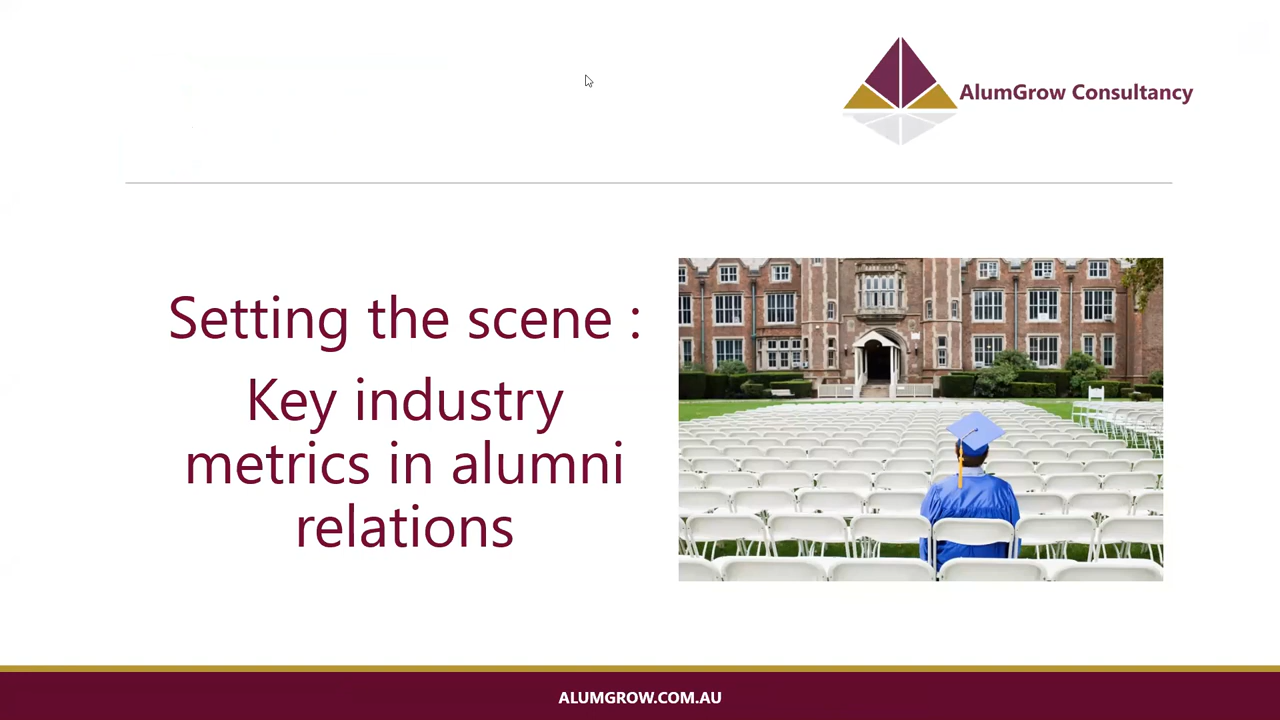 AlumGrow Consultancy
Setting the scene :
Key industry
metrics in alumni
relations
ALUMGROW.COM.AU